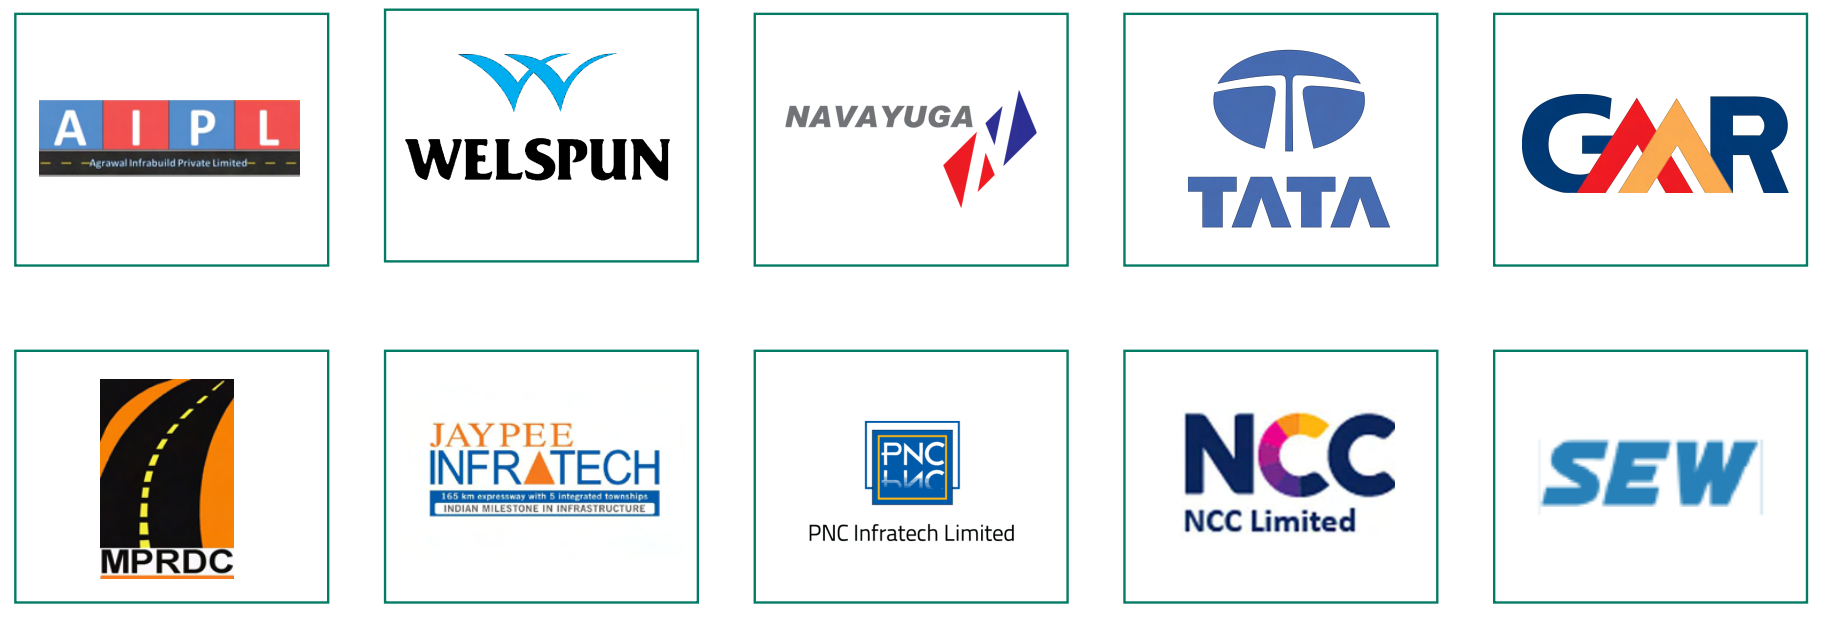 A I P L
Agrawal Infrabuild Private Limited
WELSPUN
NAVAYUGA
TATA
GMR
MPRDC
JAYPEE
INFRATECH
165 km expressway with 5 integrated townships
INDIAN MILESTONE IN INFRASTRUCTURE
PNC
PNC Infratech Limited
NCC
NCC Limited
SEW